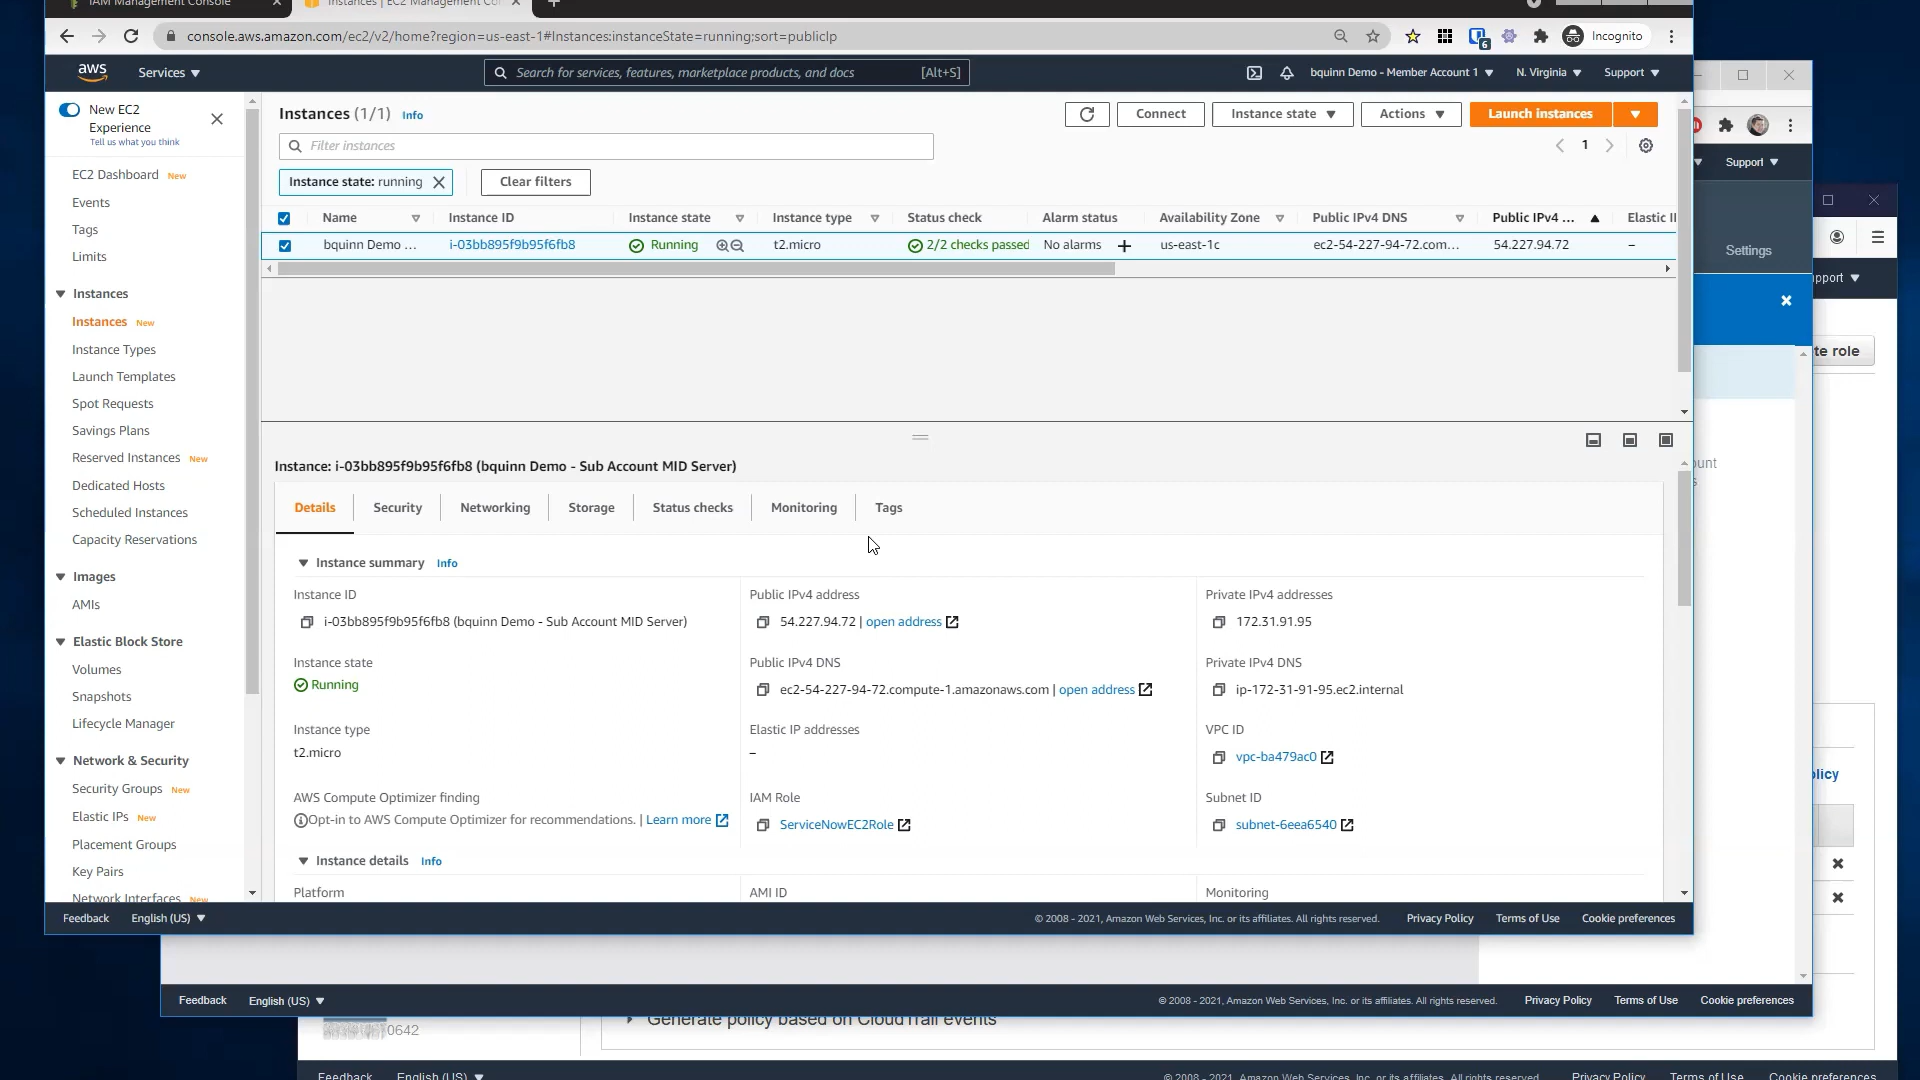 IAM Management Console
Instances | EC2 Management Con
console.aws.amazon.com/ec2/v2/home?region=us-east-1#Instances:instanceState=running;sort=publicIp
6
Incognito
aws
Services
Search for services, features, marketplace products, and docs
[Alt+S]
bquinn Demo - Member Account 1
N. Virginia
Support
New EC2
Experience
Tell us what you think
EC2 Dashboard New
Events
Tags
Limits
Instances
Instances New
Instance Types
Launch Templates
Spot Requests
Savings Plans
Reserved Instances New
Dedicated Hosts
Scheduled Instances
Capacity Reservations
Images
AMIs
Elastic Block Store
Volumes
Snapshots
Lifecycle Manager
Network & Security
Security Groups New
Elastic IPs New
Placement Groups
Key Pairs
Network Interfaces New
Instances (1/1) Info
Connect
Instance state
Actions
Launch instances
Filter instances
1
Instance state: running
Clear filters
Name Instance ID Instance state Instance type Status check Alarm status Availability Zone Public IPv4 DNS Public IPv4 ... Elastic I
bquinn Demo ... i-03bb895f9b95f6fb8 Running t2.micro 2/2 checks passed No alarms us-east-1c ec2-54-227-94-72.com... 54.227.94.72 –
Instance: i-03bb895f9b95f6fb8 (bquinn Demo - Sub Account MID Server)
Details Security Networking Storage Status checks Monitoring Tags
Instance summary Info
Instance ID
i-03bb895f9b95f6fb8 (bquinn Demo - Sub Account MID Server)
Public IPv4 address
54.227.94.72 | open address
Private IPv4 addresses
172.31.91.95
Instance state
Running
Public IPv4 DNS
ec2-54-227-94-72.compute-1.amazonaws.com | open address
Private IPv4 DNS
ip-172-31-91-95.ec2.internal
Instance type
t2.micro
Elastic IP addresses
–
VPC ID
vpc-ba479ac0
AWS Compute Optimizer finding
Opt-in to AWS Compute Optimizer for recommendations. | Learn more
IAM Role
ServiceNowEC2Role
Subnet ID
subnet-6eea6540
Instance details Info
Platform
AMI ID
Monitoring
Feedback
English (US)
© 2008 - 2021, Amazon Web Services, Inc. or its affiliates. All rights reserved.
Privacy Policy
Terms of Use
Cookie preferences
Support
Settings
pport
te role
unt
s
licy
Feedback
English (US)
© 2008 - 2021, Amazon Web Services, Inc. or its affiliates. All rights reserved.
Privacy Policy
Terms of Use
Cookie preferences
0642
Generate policy based on CloudTrail events
Feedback
English (US)
© 2008 - 2021, Amazon Web Services, Inc. or its affiliates. All rights reserved.
Privacy Policy
Terms of Use
Cookie preferences